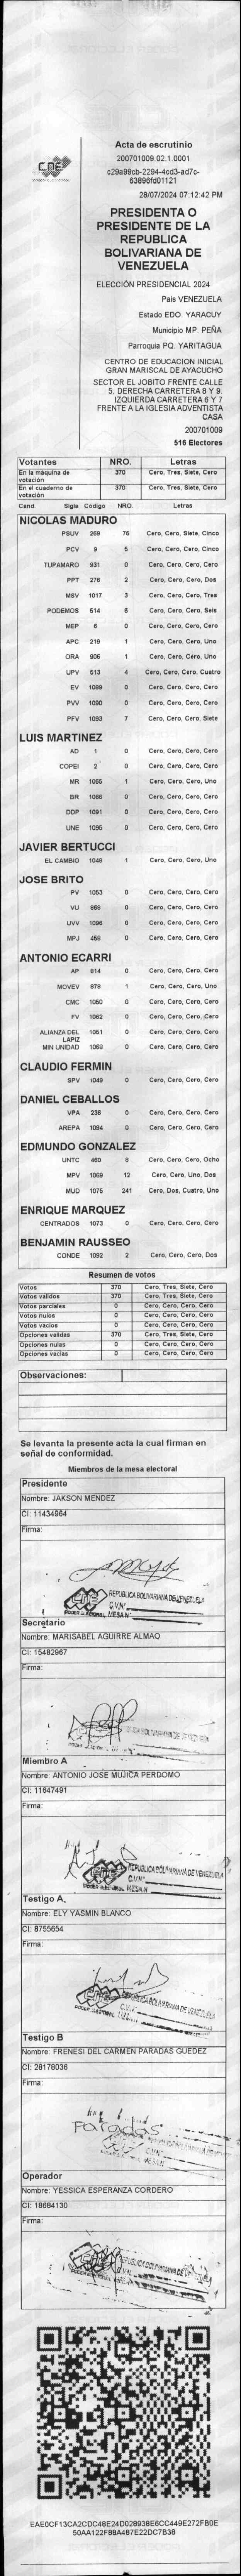 CNE
Acta de escrutinio
200701009.02.1.0001
c29a99cb-2294-4cd3-ad7c-
63896fd01121
28/07/2024 07:12:42 PM
PRESIDENTA O
PRESIDENTE DE LA
REPUBLICA
BOLIVARIANA DE
VENEZUELA
ELECCIÓN PRESIDENCIAL 2024
País VENEZUELA
Estado EDO. YARACUY
Municipio MP. PEÑA
Parroquia PQ. YARITAGUA
CENTRO DE EDUCACION INICIAL
GRAN MARISCAL DE AYACUCHO
SECTOR EL JOBITO FRENTE CALLE
5. DERECHA CARRETERA 8 Y 9.
IZQUIERDA CARRETERA 6 Y 7
FRENTE A LA IGLESIA ADVENTISTA
CASA
200701009
516 Electores
Votantes NRO. Letras
En la máquina de votación 370 Cero, Tres, Siete, Cero
En el cuaderno de votación 370 Cero, Tres, Siete, Cero
Cand Sigla Código NRO. Letras
NICOLAS MADURO
PSUV 269 75 Cero, Cero, Siete, Cinco
PCV 9 5 Cero, Cero, Cero, Cinco
TUPAMARO 931 0 Cero, Cero, Cero, Cero
PPT 276 2 Cero, Cero, Cero, Dos
MSV 1017 3 Cero, Cero, Cero, Tres
PODEMOS 514 6 Cero, Cero, Cero, Seis
MEP 6 0 Cero, Cero, Cero, Cero
APC 219 1 Cero, Cero, Cero, Uno
ORA 906 1 Cero, Cero, Cero, Uno
UPV 513 4 Cero, Cero, Cero, Cuatro
EV 1089 0 Cero, Cero, Cero, Cero
PVV 1090 0 Cero, Cero, Cero, Cero
PFV 1093 7 Cero, Cero, Cero, Siete
LUIS MARTINEZ
AD 1 0 Cero, Cero, Cero, Cero
COPEI 2 0 Cero, Cero, Cero, Cero
MR 1065 1 Cero, Cero, Cero, Uno
BR 1066 0 Cero, Cero, Cero, Cero
DDP 1091 0 Cero, Cero, Cero, Cero
UNE 1095 0 Cero, Cero, Cero, Cero
JAVIER BERTUCCI
EL CAMBIO 1048 1 Cero, Cero, Cero, Uno
JOSE BRITO
PV 1053 0 Cero, Cero, Cero, Cero
VU 868 0 Cero, Cero, Cero, Cero
UVV 1096 0 Cero, Cero, Cero, Cero
MPJ 458 0 Cero, Cero, Cero, Cero
ANTONIO ECARRI
AP 814 0 Cero, Cero, Cero, Cero
MOVEV 878 1 Cero, Cero, Cero, Uno
CMC 1050 0 Cero, Cero, Cero, Cero
FV 1062 0 Cero, Cero, Cero, Cero
ALIANZA DEL LAPIZ 1051 0 Cero, Cero, Cero, Cero
MIN UNIDAD 1068 0 Cero, Cero, Cero, Cero
CLAUDIO FERMIN
SPV 1049 0 Cero, Cero, Cero, Cero
DANIEL CEBALLOS
VPA 236 0 Cero, Cero, Cero, Cero
AREPA 1094 0 Cero, Cero, Cero, Cero
EDMUNDO GONZALEZ
UNTC 460 8 Cero, Cero, Cero, Ocho
MPV 1069 12 Cero, Cero, Uno, Dos
MUD 1075 241 Cero, Dos, Cuatro, Uno
ENRIQUE MARQUEZ
CENTRADOS 1073 0 Cero, Cero, Cero, Cero
BENJAMIN RAUSSEO
CONDE 1092 2 Cero, Cero, Cero, Dos
Resumen de votos
Votos 370 Cero, Tres, Siete, Cero
Votos validos 370 Cero, Tres, Siete, Cero
Votos parciales 0 Cero, Cero, Cero, Cero
Votos nulos 0 Cero, Cero, Cero, Cero
Votos vacios 0 Cero, Cero, Cero, Cero
Opciones validas 370 Cero, Tres, Siete, Cero
Opciones nulas 0 Cero, Cero, Cero, Cero
Opciones vacias 0 Cero, Cero, Cero, Cero
Observaciones:
Se levanta la presente acta la cual firman en
señal de conformidad.
Miembros de la mesa electoral
Presidente
Nombre: JAKSON MENDEZ
CI: 11434964
Firma:
CNE REPUBLICA BOLIVARIANA DE VENEZUELA
C.V.N°
PODER ELECTORAL MESA N°
Secretario
Nombre: MARISABEL AGUIRRE ALMAO
CI: 15482967
Firma:
Miembro A
Nombre: ANTONIO JOSE MUJICA PERDOMO
CI: 11647491
Firma:
REPUBLICA BOLIVARIANA DE VENEZUELA
C.V.N°
MESA N°
Testigo A
Nombre: ELY YASMIN BLANCO
CI: 8755654
Firma:
REPUBLICA BOLIVARIANA DE VENEZUELA
Testigo B
Nombre: FRENESI DEL CARMEN PARADAS GUEDEZ
CI: 28178036
Firma:
Paradas
Operador
Nombre: YESSICA ESPERANZA CORDERO
CI: 18684130
Firma:
EAE0CF13CA2CDC48E24D028938E6CC449E272FB0E
50AA122F88A487E22DC7B38